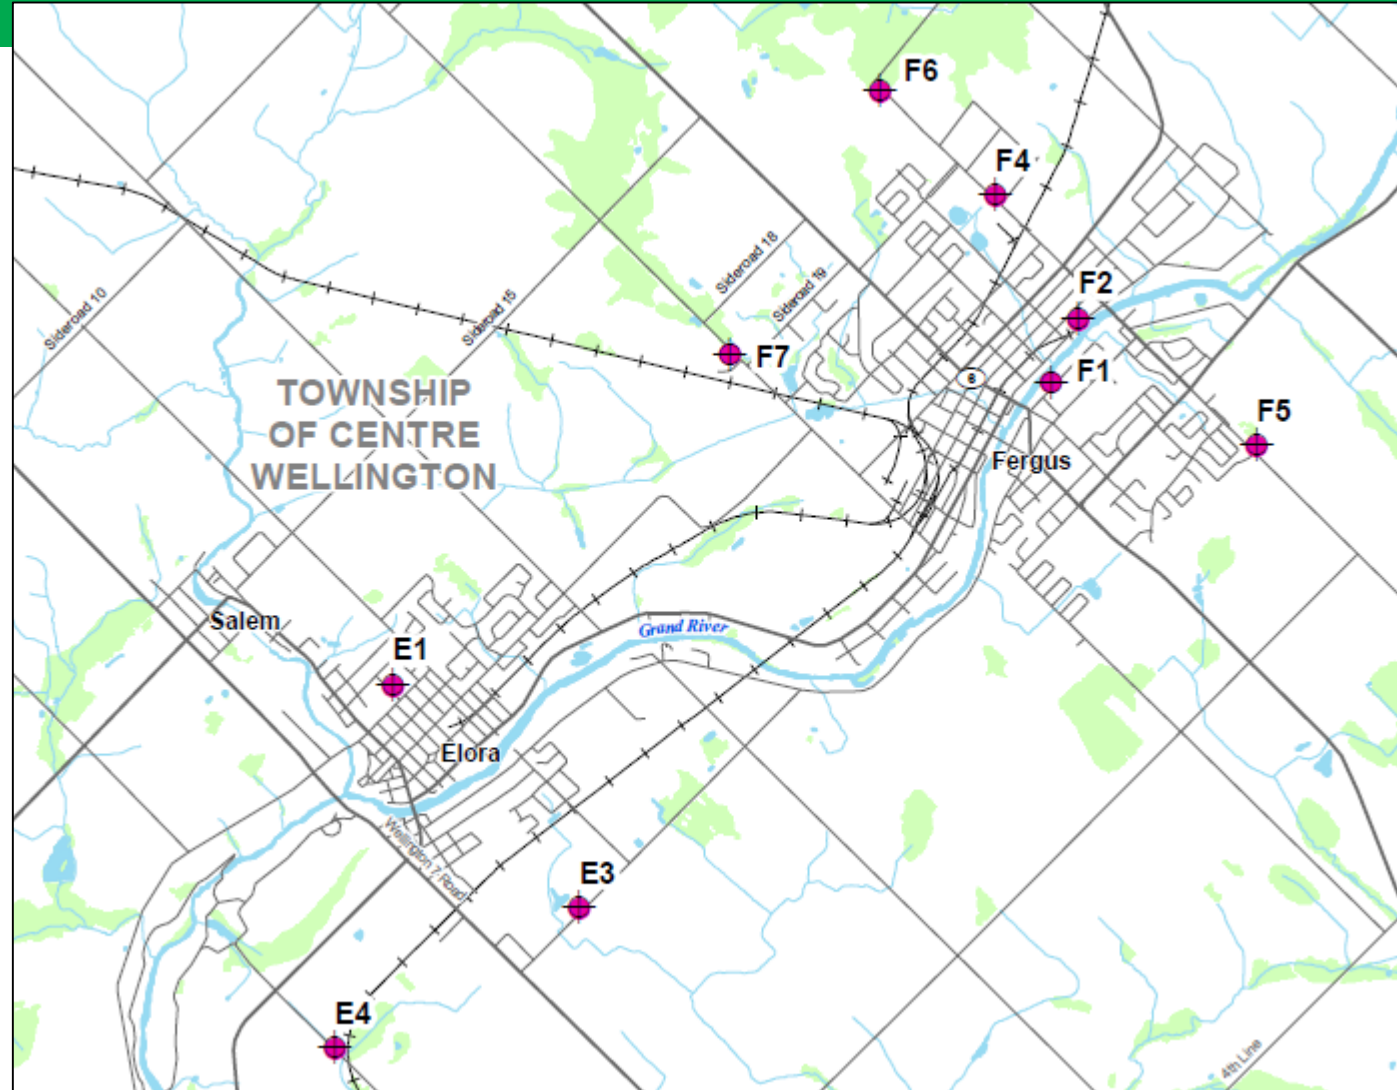 F6
F4
Sideroad 18
Sideroad 19
F2
Sideroad 10
Sideroad 15
F7
F1
6
TOWNSHIP
OF CENTRE
WELLINGTON
F5
Fergus
Salem
Grand River
E1
Elora
Wellington 7 Road
E3
E4
4th Line